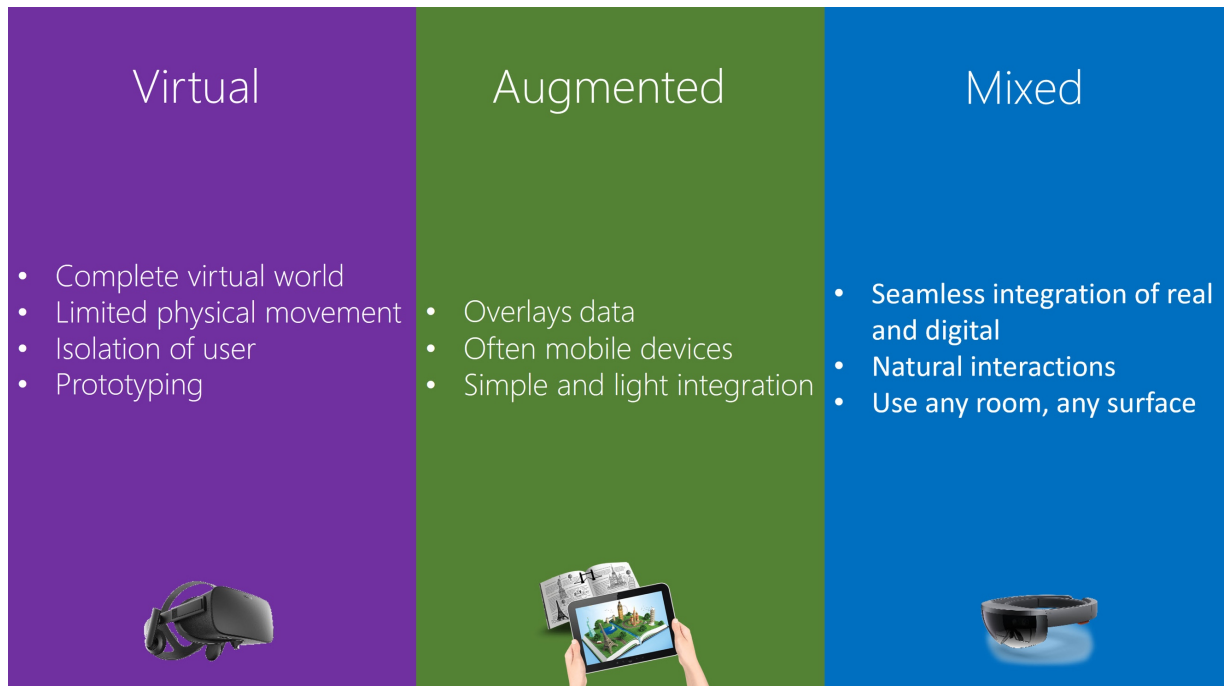 Virtual
• Complete virtual world
• Limited physical movement
• Isolation of user
• Prototyping
Augmented
• Overlays data
• Often mobile devices
• Simple and light integration
Mixed
• Seamless integration of real
and digital
• Natural interactions
• Use any room, any surface